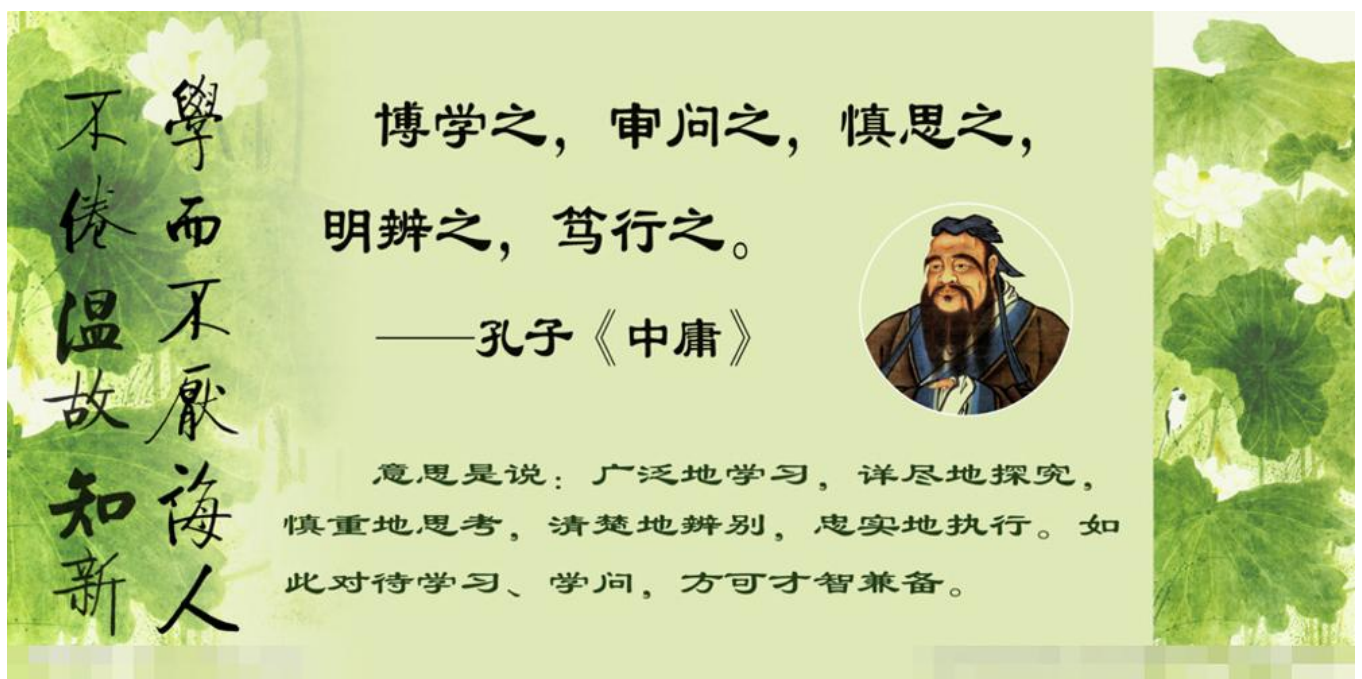 學而不厭誨人
不倦溫故知新
博学之，审问之，慎思之，
明辨之，笃行之。
——孔子《中庸》
意思是说：广泛地学习，详尽地探究，
慎重地思考，清楚地辨别，忠实地执行。如
此对待学习、学问，方可才智兼备。